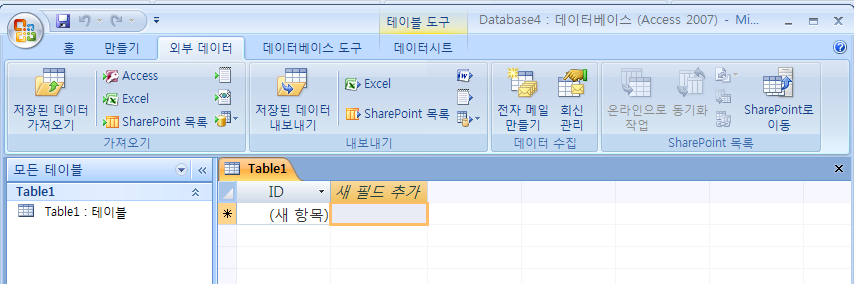 테이블 도구
Database4 : 데이터베이스 (Access 2007) - Mi...
홈
만들기
외부 데이터
데이터베이스 도구
데이터시트
저장된 데이터
가져오기
Access
Excel
SharePoint 목록
가져오기
저장된 데이터
내보내기
Excel
SharePoint 목록
내보내기
전자 메일
만들기
회신
관리
데이터 수집
온라인으로
작업
동기화
SharePoint로
이동
SharePoint 목록
모든 테이블
Table1
Table1 : 테이블
Table1
ID
새 필드 추가
(새 항목)